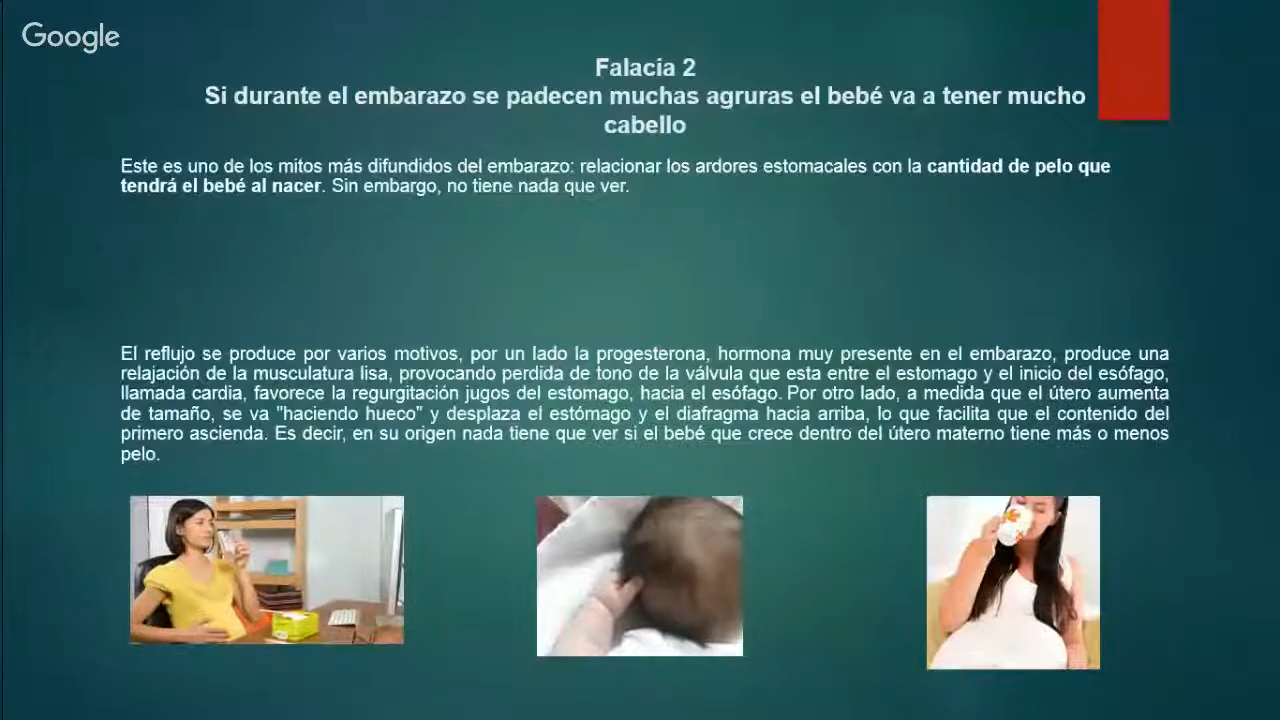 Google
Falacia 2
Si durante el embarazo se padecen muchas agruras el bebé va a tener mucho
cabello
Este es uno de los mitos más difundidos del embarazo: relacionar los ardores estomacales con la cantidad de pelo que
tendrá el bebé al nacer. Sin embargo, no tiene nada que ver.
El reflujo se produce por varios motivos, por un lado la progesterona, hormona muy presente en el embarazo, produce una
relajación de la musculatura lisa, provocando perdida de tono de la válvula que esta entre el estomago y el inicio del esófago,
llamada cardia, favorece la regurgitación jugos del estomago, hacia el esófago. Por otro lado, a medida que el útero aumenta
de tamaño, se va "haciendo hueco" y desplaza el estómago y el diafragma hacia arriba, lo que facilita que el contenido del
primero ascienda. Es decir, en su origen nada tiene que ver si el bebé que crece dentro del útero materno tiene más o menos
pelo.